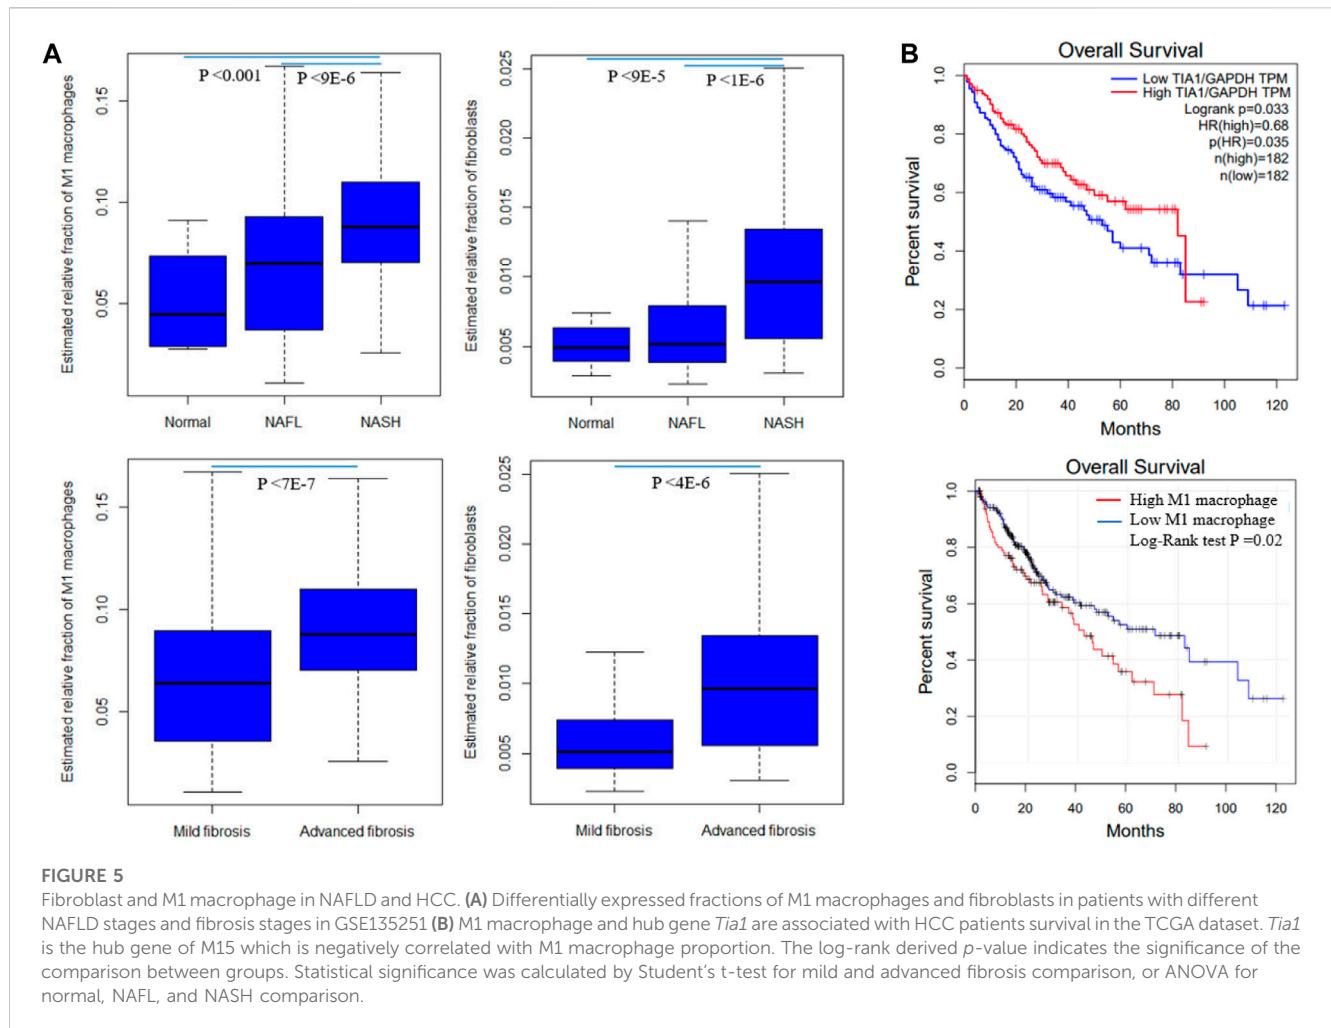 A
P <0.001
P <9E-6
Estimated relative fraction of M1 macrophages
0.15
0.10
0.05
Normal
NAFL
NASH
P <9E-5
P <1E-6
Estimated relative fraction of fibroblasts
0.025
0.020
0.015
0.010
0.005
Normal
NAFL
NASH
B
Overall Survival
Low TIA1/GAPDH TPM
High TIA1/GAPDH TPM
Logrank p=0.033
HR(high)=0.68
p(HR)=0.035
n(high)=182
n(low)=182
Percent survival
1.0
0.8
0.6
0.4
0.2
0.0
0
20
40
60
80
100
120
Months
P <7E-7
Estimated relative fraction of M1 macrophages
0.15
0.10
0.05
Mild fibrosis
Advanced fibrosis
P <4E-6
Estimated relative fraction of fibroblasts
0.025
0.020
0.015
0.010
0.005
Mild fibrosis
Advanced fibrosis
Overall Survival
High M1 macrophage
Low M1 macrophage
Log-Rank test P =0.02
Percent survival
1.0
0.8
0.6
0.4
0.2
0.0
0
20
40
60
80
100
120
Months
FIGURE 5
Fibroblast and M1 macrophage in NAFLD and HCC. (A) Differentially expressed fractions of M1 macrophages and fibroblasts in patients with different
NAFLD stages and fibrosis stages in GSE135251 (B) M1 macrophage and hub gene Tia1 are associated with HCC patients survival in the TCGA dataset. Tia1
is the hub gene of M15 which is negatively correlated with M1 macrophage proportion. The log-rank derived p-value indicates the significance of the
comparison between groups. Statistical significance was calculated by Student's t-test for mild and advanced fibrosis comparison, or ANOVA for
normal, NAFL, and NASH comparison.